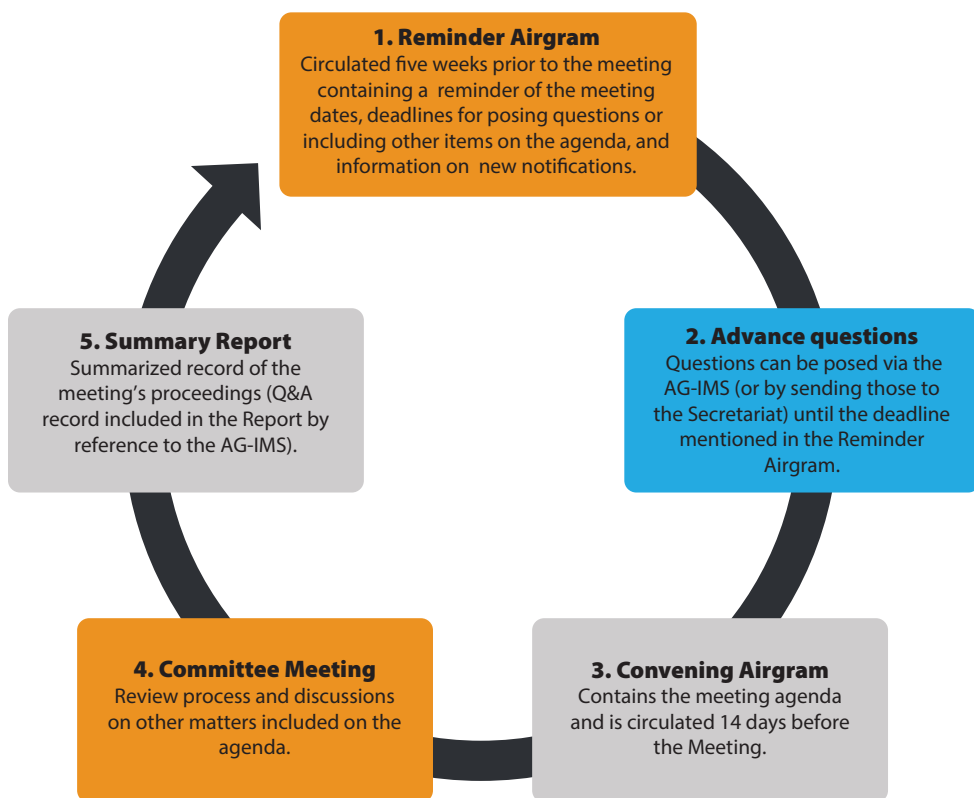 1. Reminder Airgram
Circulated five weeks prior to the meeting
containing a reminder of the meeting
dates, deadlines for posing questions or
including other items on the agenda, and
information on new notifications.
2. Advance questions
Questions can be posed via the
AG-IMS (or by sending those to
the Secretariat) until the deadline
mentioned in the Reminder
Airgram.
3. Convening Airgram
Contains the meeting agenda
and is circulated 14 days before
the Meeting.
4. Committee Meeting
Review process and discussions
on other matters included on the
agenda.
5. Summary Report
Summarized record of the
meeting's proceedings (Q&A
record included in the Report by
reference to the AG-IMS).